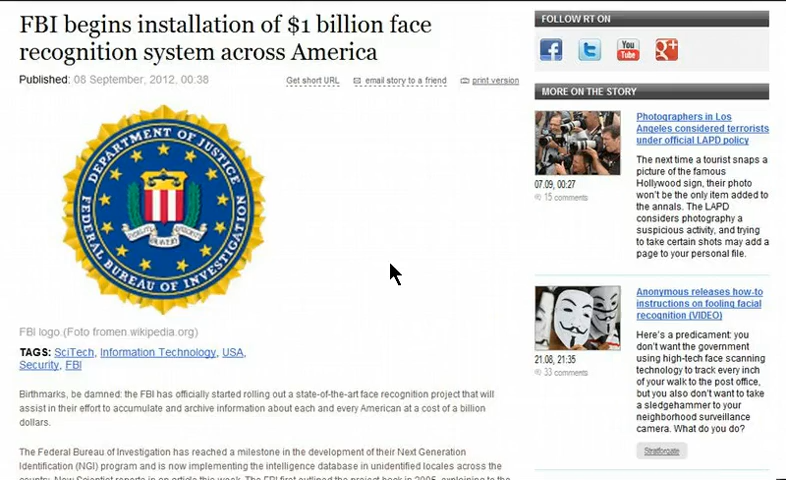 FBI begins installation of $1 billion face
recognition system across America
Published: 08 September, 2012, 00:38
Get short URL
email story to a friend
print version
DEPARTMENT OF JUSTICE
FEDERAL BUREAU OF INVESTIGATION
FBI logo (Foto fromen.wikipedia.org)
TAGS: SciTech, Information Technology, USA,
Security, FBI
Birthmarks, be damned: the FBI has officially started rolling out a state-of-the-art face recognition project that will
assist in their effort to accumulate and archive information about each and every American at a cost of a billion
dollars.
The Federal Bureau of Investigation has reached a milestone in the development of their Next Generation
Identification (NGI) program and is now implementing the intelligence database in unidentified locales across the
FOLLOW RT ON
You
Tube
MORE ON THE STORY
Photographers in Los
Angeles considered terrorists
under official LAPD policy
The next time a tourist snaps a
picture of the famous
Hollywood sign, their photo
won't be the only item added to
the annals. The LAPD
considers photography a
suspicious activity, and trying
to take certain shots may add a
page to your personal file.
07.09, 00:27
15 comments
Anonymous releases how-to
instructions on fooling facial
recognition (VIDEO)
Here's a predicament: you
don't want the government
using high-tech face scanning
technology to track every inch
of your walk to the post office,
but you also don't want to take
a sledgehammer to your
neighborhood surveillance
camera. What do you do?
21.08, 21:35
33 comments
Stratforgate